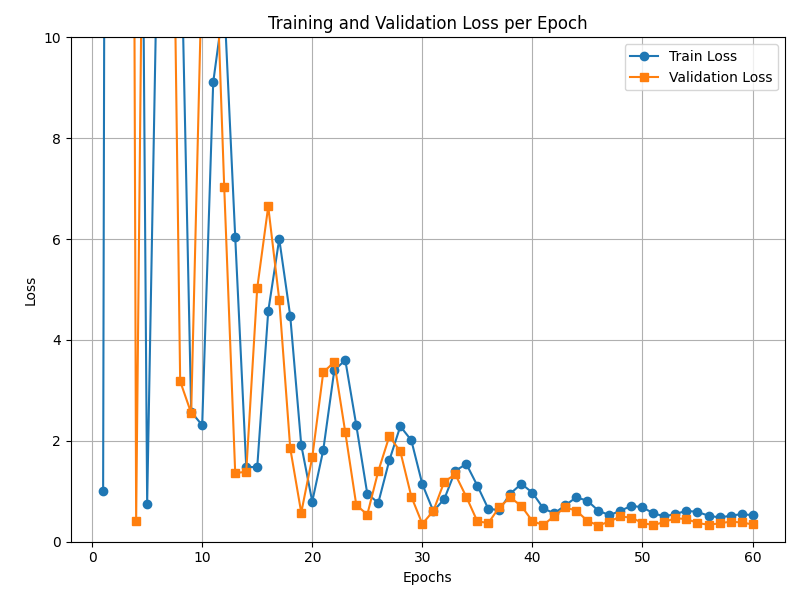 Training and Validation Loss per Epoch
Train Loss
Validation Loss
Loss
10
8
6
4
2
0
0 10 20 30 40 50 60
Epochs